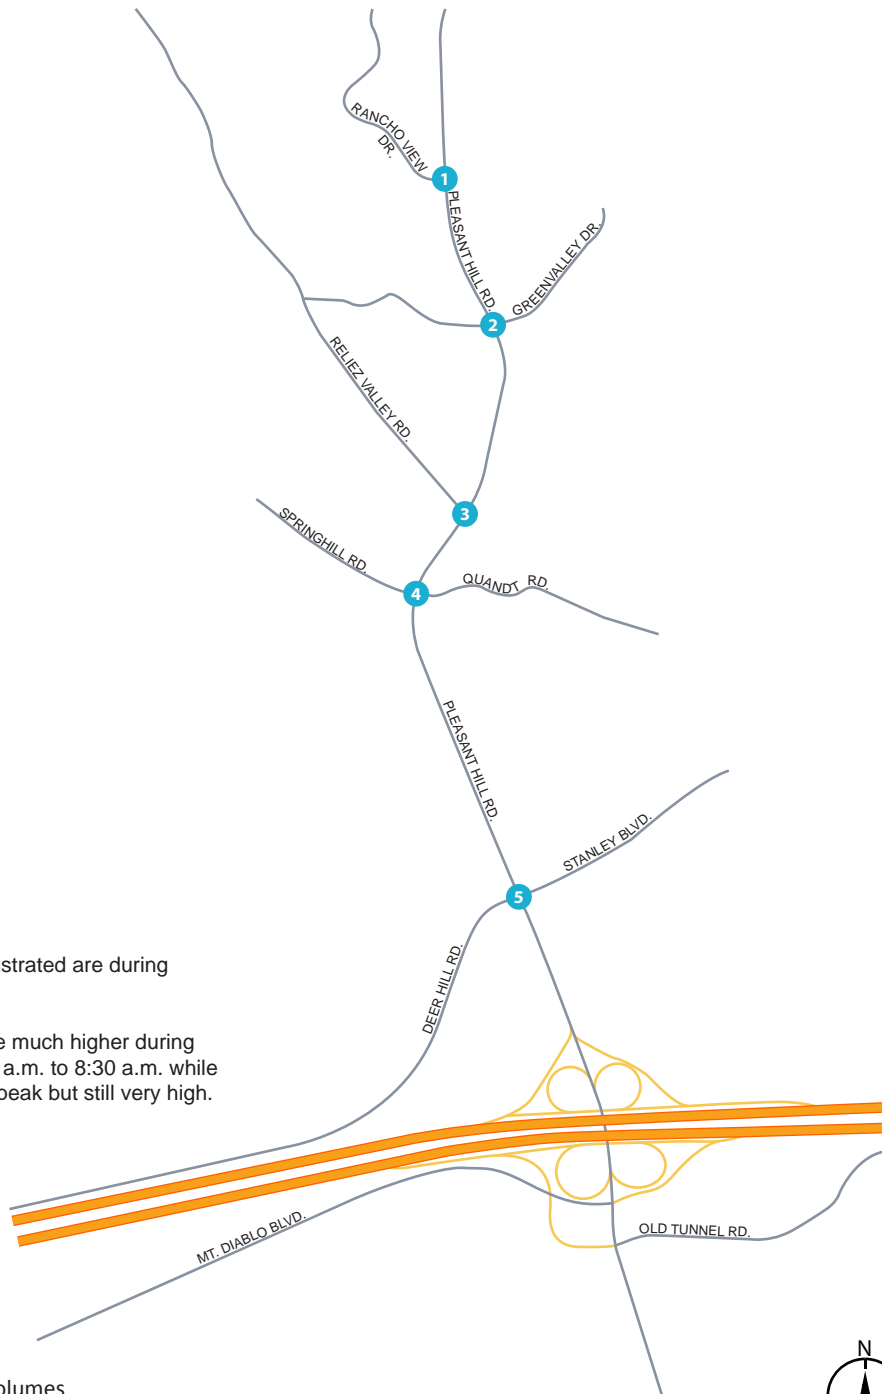 RANCHO VIEW
DR.
1
PLEASANT HILL RD.
GREENVALLEY DR.
2
RELIEZ VALLEY RD.
3
SPRINGHILL RD.
4
QUANDT RD.
PLEASANT HILL RD.
STANLEY BLVD.
5
DEER HILL RD.
ustrated are during
e much higher during
a.m. to 8:30 a.m. while
peak but still very high.
MT. DIABLO BLVD.
OLD TUNNEL RD.
N
olumes